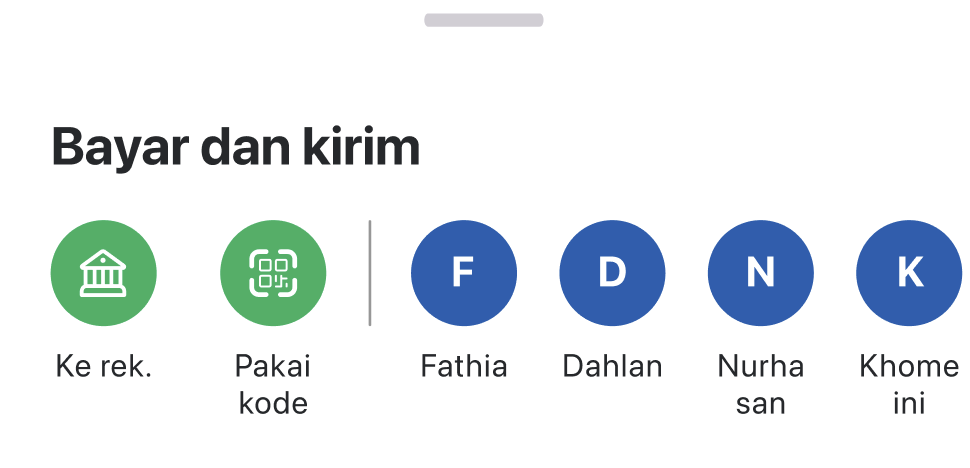 Bayar dan kirim
F
D
N
K
Ke rek.
Pakai
kode
Fathia
Dahlan
Nurha
san
Khome
ini